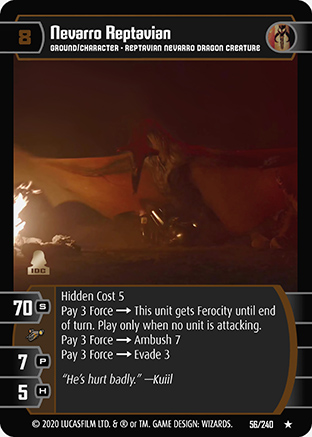 8
Nevarro Reptavian
GROUND/CHARACTER • REPTAVIAN NEVARRO DRAGON CREATURE
IDC
70 S
Hidden Cost 5
Pay 3 Force → This unit gets Ferocity until end
of turn. Play only when no unit is attacking.
Pay 3 Force → Ambush 7
7 P
Pay 3 Force → Evade 3
“He’s hurt badly.” —Kuiil
5 H
© 2020 LUCASFILM LTD. & ® or TM. GAME DESIGN: WIZARDS. 56/240 ★